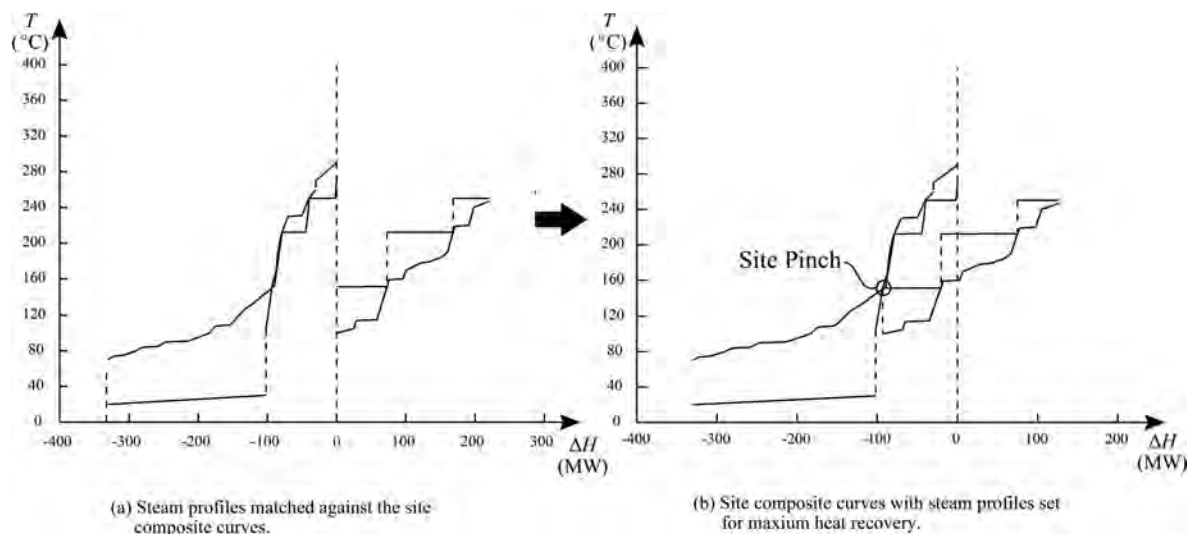 T
(°C)
400
360
320
280
240
200
160
120
80
40
0
-400 -300 -200 -100 0 100 200 300 ΔH
(MW)
(a) Steam profiles matched against the site
composite curves.
T
(°C)
400
360
320
280
240
200
160
120
80
40
0
Site Pinch
-400 -300 -200 -100 0 100 200 ΔH
(MW)
(b) Site composite curves with steam profiles set
for maxium heat recovery.